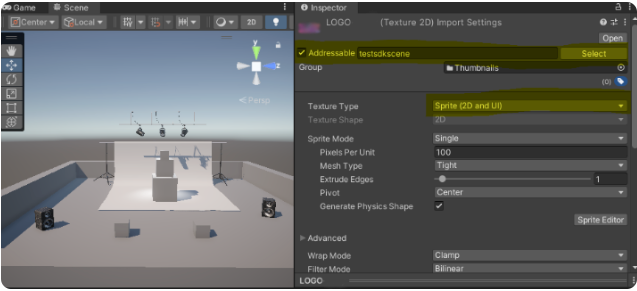 Game Scene
Center Local 2D
y
z
Persp
Inspector
LOGO (Texture 2D) Import Settings
Open
Addressable testsdkscene Select
Group Thumbnails
(0)
Texture Type Sprite (2D and UI)
Texture Shape 2D
Sprite Mode Single
Pixels Per Unit 100
Mesh Type Tight
Extrude Edges 1
Pivot Center
Generate Physics Shape
Sprite Editor
Advanced
Wrap Mode Clamp
Filter Mode Bilinear
LOGO